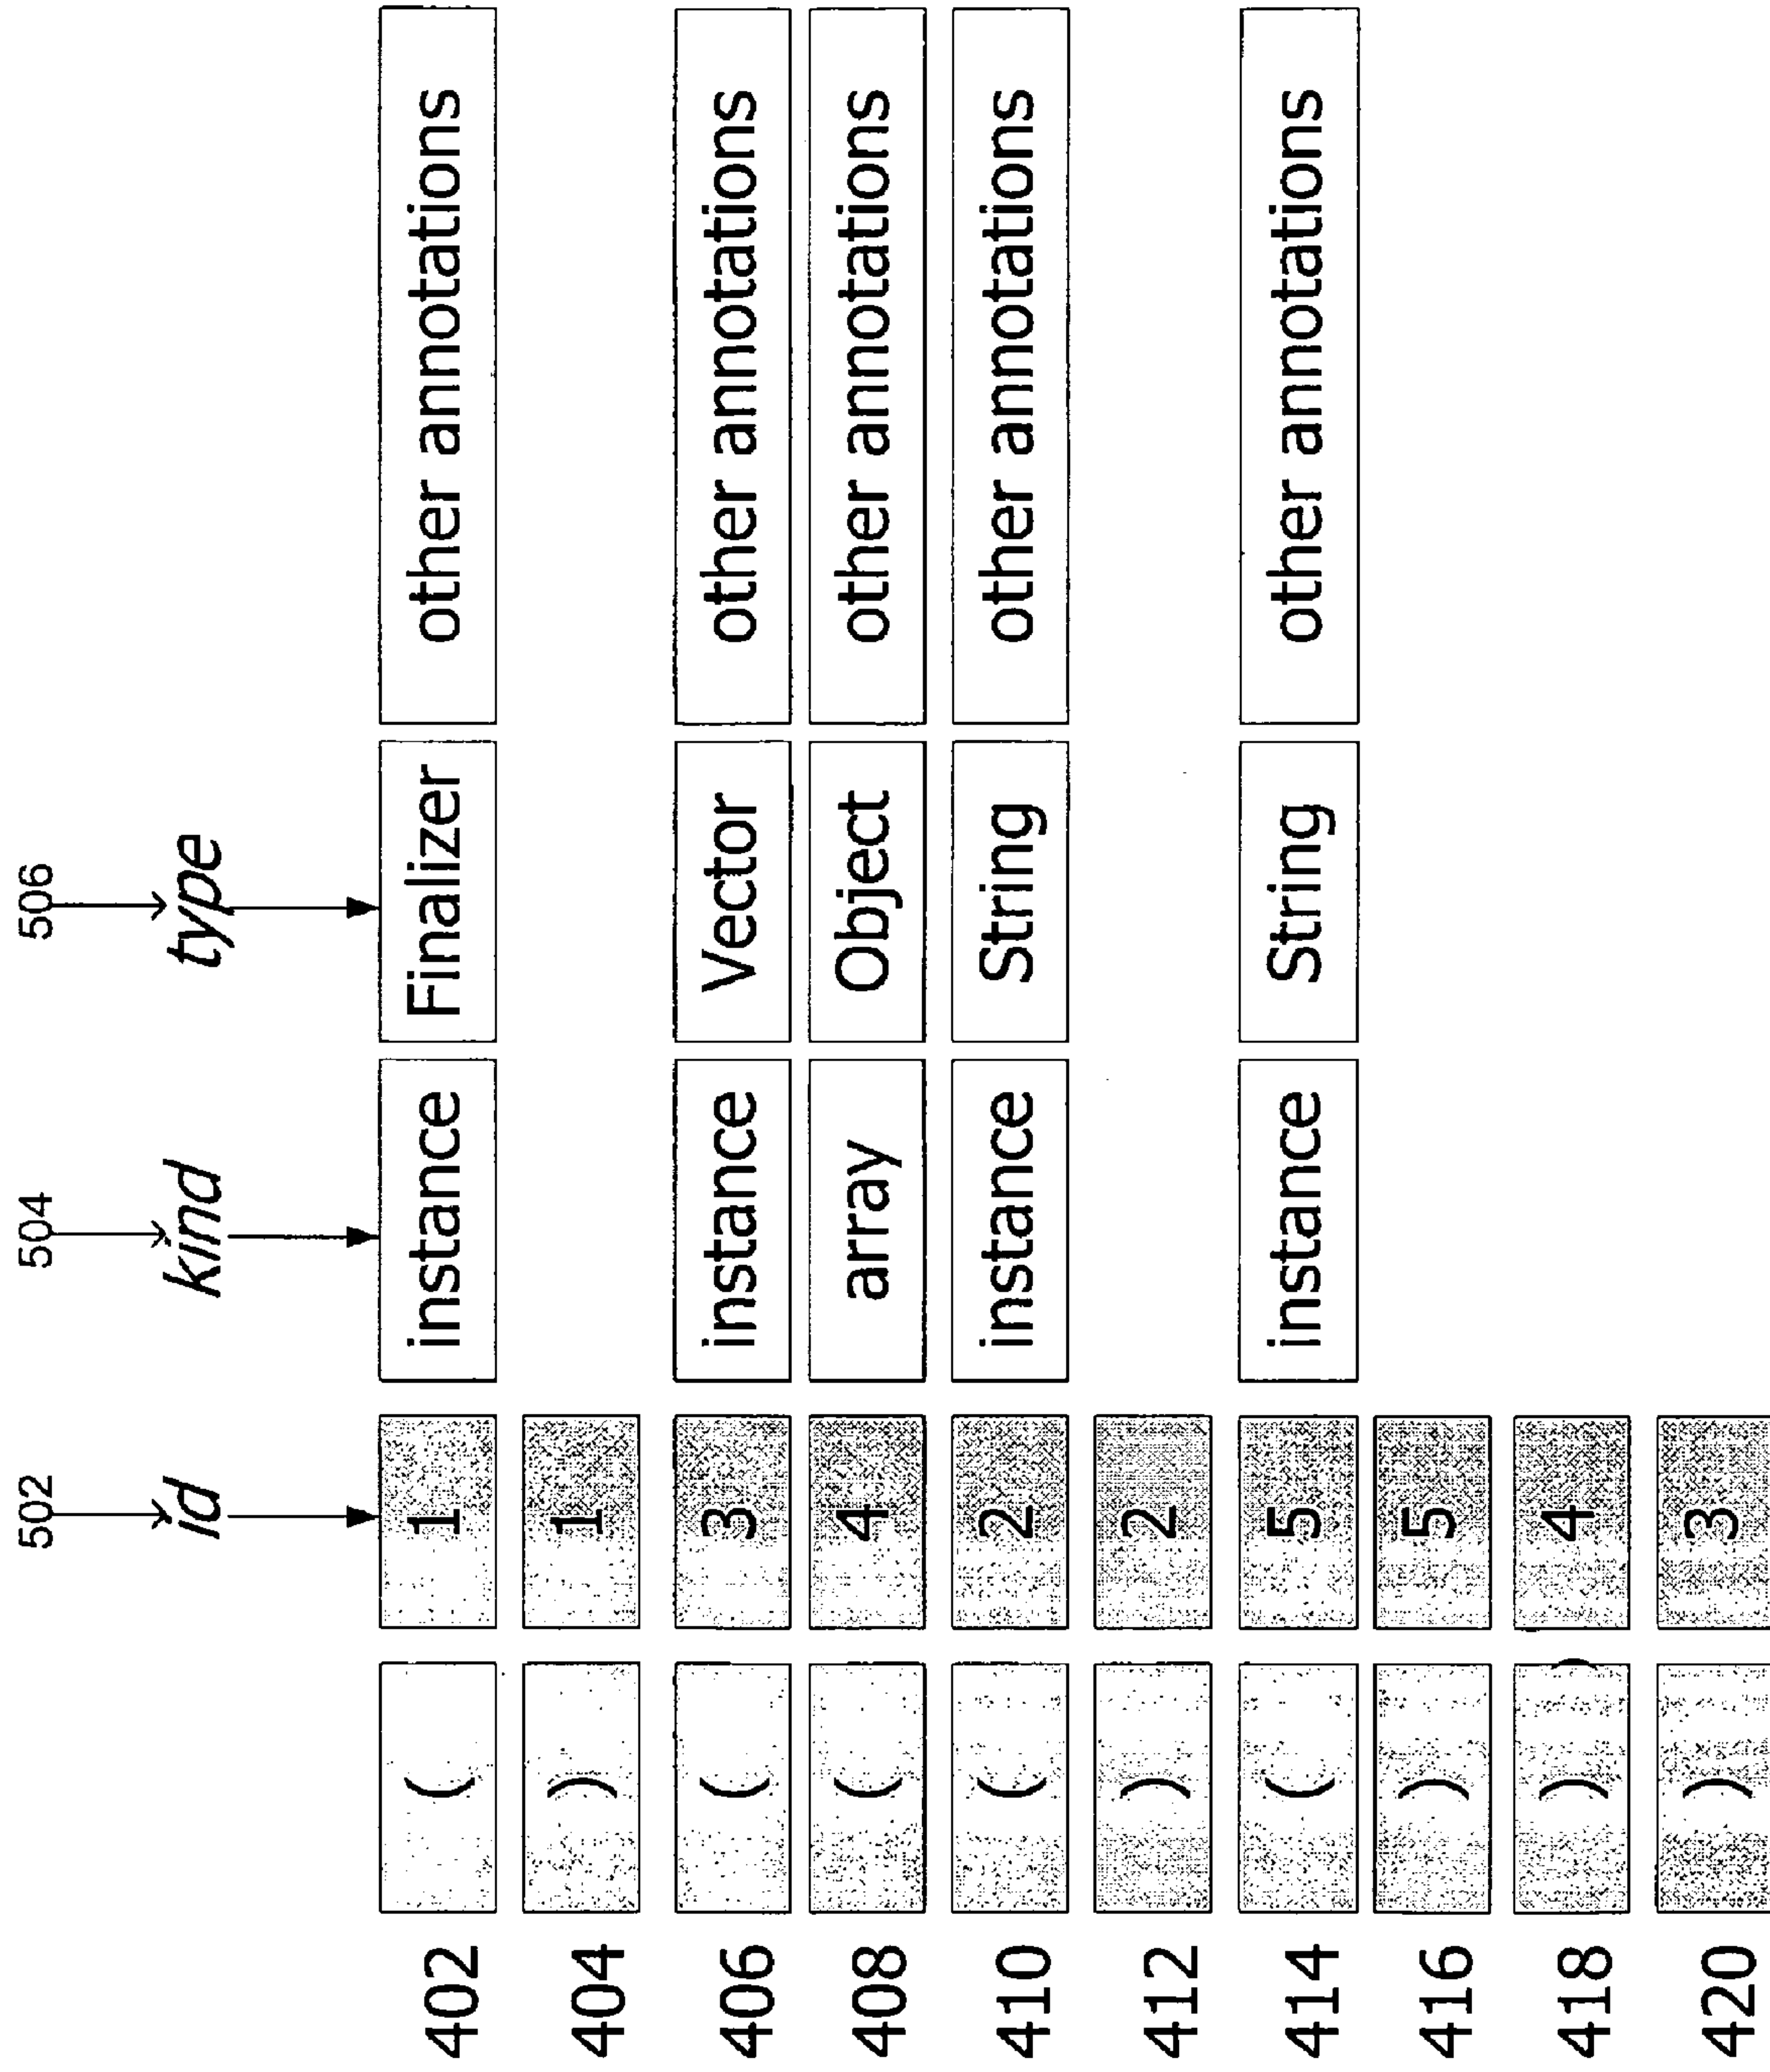 502 504 506
id kind type
402 ( 1 instance Finalizer other annotations
404 ) 1
406 ( 3 instance Vector other annotations
408 ( 4 array Object other annotations
410 ( 2 instance String other annotations
412 ) 2
414 ( 5 instance String other annotations
416 ) 5
418 ) 4
420 ) 3